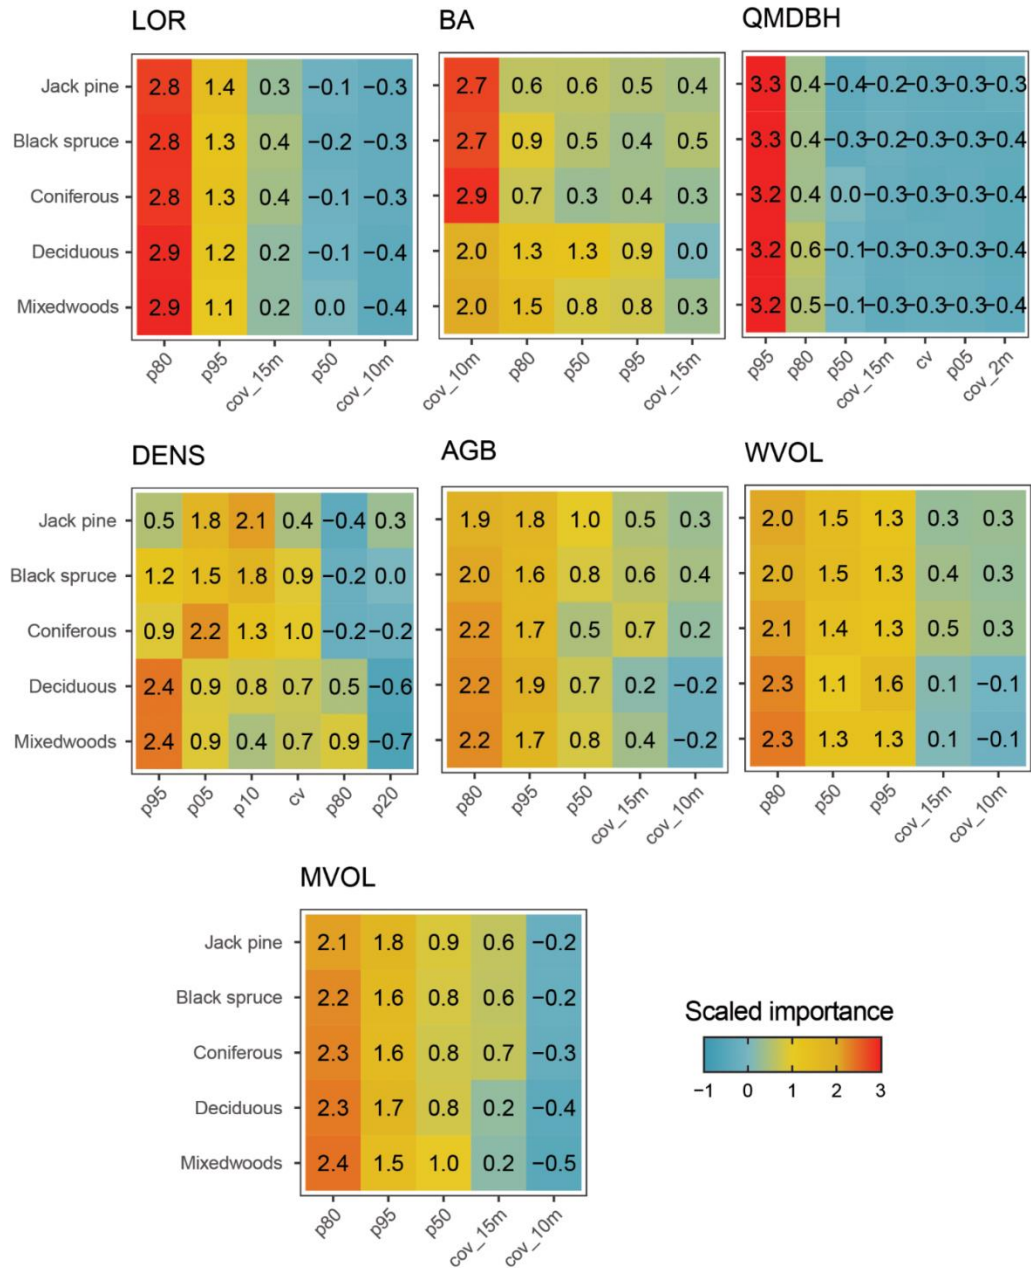 LOR BA QMDBH
Jack pine 2.8 1.4 0.3 −0.1 −0.3 2.7 0.6 0.6 0.5 0.4 3.3 0.4 −0.4 −0.2 −0.3 −0.3 −0.3
Black spruce 2.8 1.3 0.4 −0.2 −0.3 2.7 0.9 0.5 0.4 0.5 3.3 0.4 −0.3 −0.2 −0.3 −0.3 −0.4
Coniferous 2.8 1.3 0.4 −0.1 −0.3 2.9 0.7 0.3 0.4 0.3 3.2 0.4 0.0 −0.3 −0.3 −0.3 −0.4
Deciduous 2.9 1.2 0.2 −0.1 −0.4 2.0 1.3 1.3 0.9 0.0 3.2 0.6 −0.1 −0.3 −0.3 −0.3 −0.4
Mixedwoods 2.9 1.1 0.2 0.0 −0.4 2.0 1.5 0.8 0.8 0.3 3.2 0.5 −0.1 −0.3 −0.3 −0.3 −0.4
p80 p95 cov_15m p50 cov_10m cov_10m p80 p50 p95 cov_15m p95 p80 p50 cov_15m cv p05 cov_2m
DENS AGB WVOL
Jack pine 0.5 1.8 2.1 0.4 −0.4 0.3 1.9 1.8 1.0 0.5 0.3 2.0 1.5 1.3 0.3 0.3
Black spruce 1.2 1.5 1.8 0.9 −0.2 0.0 2.0 1.6 0.8 0.6 0.4 2.0 1.5 1.3 0.4 0.3
Coniferous 0.9 2.2 1.3 1.0 −0.2 −0.2 2.2 1.7 0.5 0.7 0.2 2.1 1.4 1.3 0.5 0.3
Deciduous 2.4 0.9 0.8 0.7 0.5 −0.6 2.2 1.9 0.7 0.2 −0.2 2.3 1.1 1.6 0.1 −0.1
Mixedwoods 2.4 0.9 0.4 0.7 0.9 −0.7 2.2 1.7 0.8 0.4 −0.2 2.3 1.3 1.3 0.1 −0.1
p95 p05 p10 cv p80 p20 p80 p95 p50 cov_15m cov_10m p80 p50 p95 cov_15m cov_10m
MVOL
Jack pine 2.1 1.8 0.9 0.6 −0.2
Black spruce 2.2 1.6 0.8 0.6 −0.2
Coniferous 2.3 1.6 0.8 0.7 −0.3
Deciduous 2.3 1.7 0.8 0.2 −0.4
Mixedwoods 2.4 1.5 1.0 0.2 −0.5
p80 p95 p50 cov_15m cov_10m
Scaled importance
−1 0 1 2 3